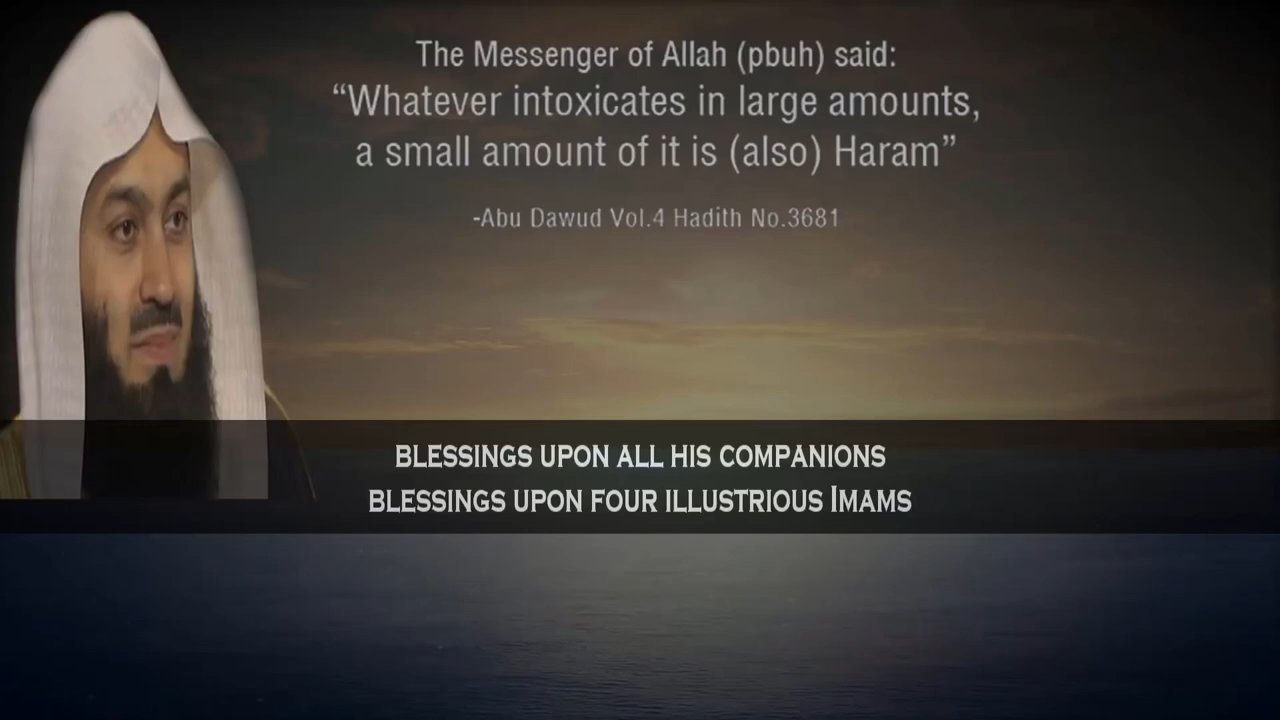 The Messenger of Allah (pbuh) said:
“Whatever intoxicates in large amounts,
a small amount of it is (also) Haram”
-Abu Dawud Vol.4 Hadith No.3681
BLESSINGS UPON ALL HIS COMPANIONS
BLESSINGS UPON FOUR ILLUSTRIOUS IMAMS